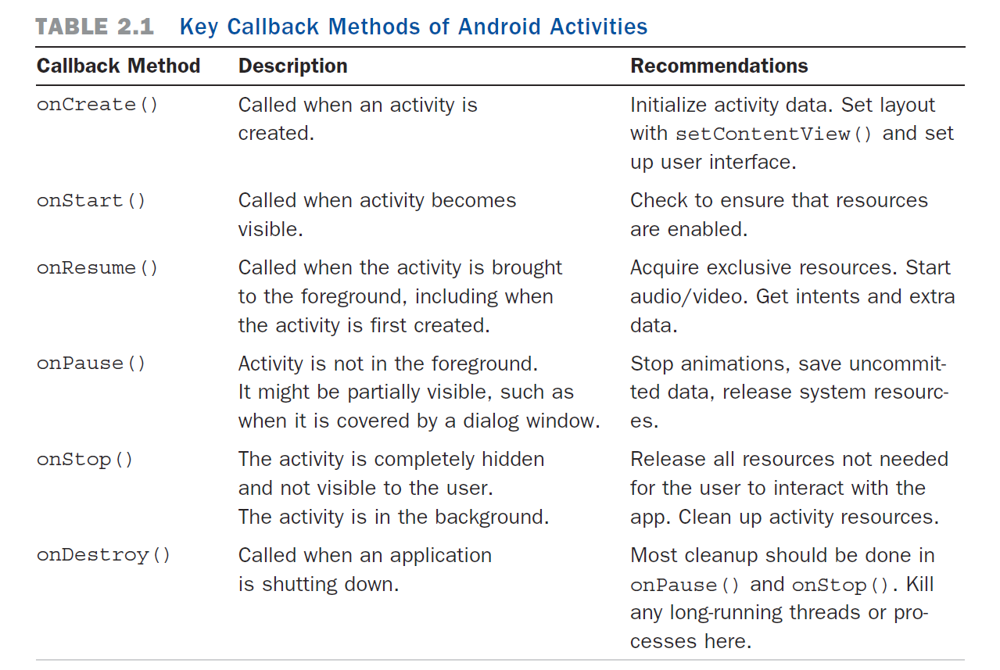 TABLE 2.1 Key Callback Methods of Android Activities
Callback Method Description Recommendations
onCreate() Called when an activity is Initialize activity data. Set layout
created. with setContentView() and set
up user interface.
onStart() Called when activity becomes Check to ensure that resources
visible. are enabled.
onResume() Called when the activity is brought Acquire exclusive resources. Start
to the foreground, including when audio/video. Get intents and extra
the activity is first created. data.
onPause() Activity is not in the foreground. Stop animations, save uncommit-
It might be partially visible, such as ted data, release system resourc-
when it is covered by a dialog window. es.
onStop() The activity is completely hidden Release all resources not needed
and not visible to the user. for the user to interact with the
The activity is in the background. app. Clean up activity resources.
onDestroy() Called when an application Most cleanup should be done in
is shutting down. onPause() and onStop(). Kill
any long-running threads or pro-
cesses here.